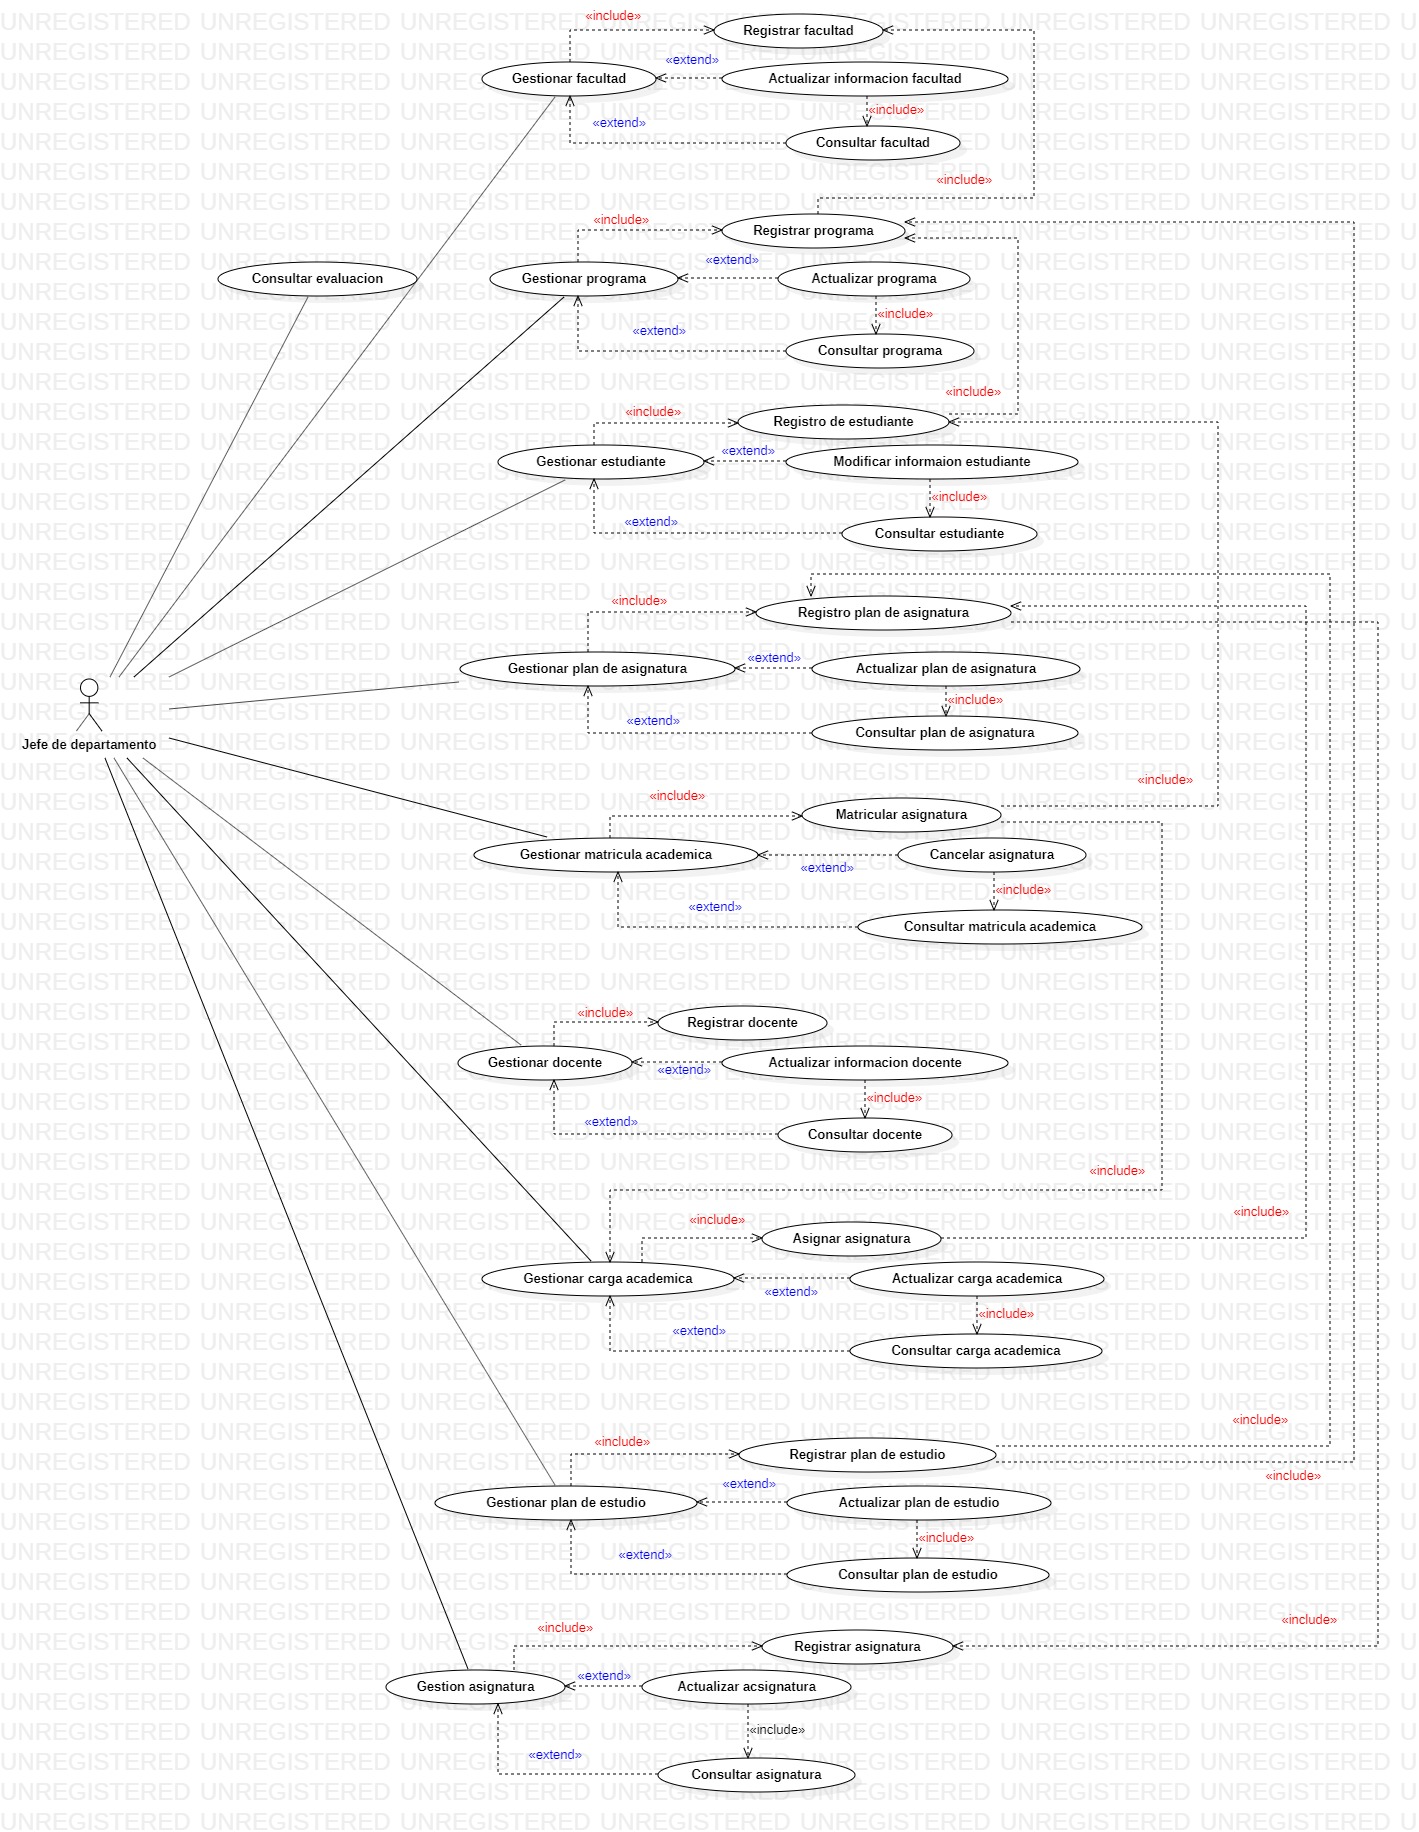 «include»
Registrar facultad
«extend»
Gestionar facultad
Actualizar informacion facultad
«include»
«extend»
Consultar facultad
«include»
«include»
Registrar programa
«extend»
Consultar evaluacion
Gestionar programa
Actualizar programa
«include»
«extend»
Consultar programa
«include»
«include»
Registro de estudiante
«extend»
Gestionar estudiante
Modificar informaion estudiante
«include»
«extend»
Consultar estudiante
«include»
Registro plan de asignatura
«extend»
Gestionar plan de asignatura
Actualizar plan de asignatura
«include»
«extend»
Consultar plan de asignatura
Jefe de departamento
«include»
«include»
Matricular asignatura
Gestionar matricula academica
Cancelar asignatura
«extend»
«include»
«extend»
Consultar matricula academica
«include»
Registrar docente
Gestionar docente
Actualizar informacion docente
«extend»
«include»
«extend»
Consultar docente
«include»
«include»
«include»
Asignar asignatura
Gestionar carga academica
Actualizar carga academica
«extend»
«include»
«extend»
Consultar carga academica
«include»
«include»
Registrar plan de estudio
«include»
«extend»
Gestionar plan de estudio
Actualizar plan de estudio
«include»
«extend»
Consultar plan de estudio
«include»
«include»
Registrar asignatura
«extend»
Gestion asignatura
Actualizar acsignatura
«include»
«extend»
Consultar asignatura
UNREGISTERED